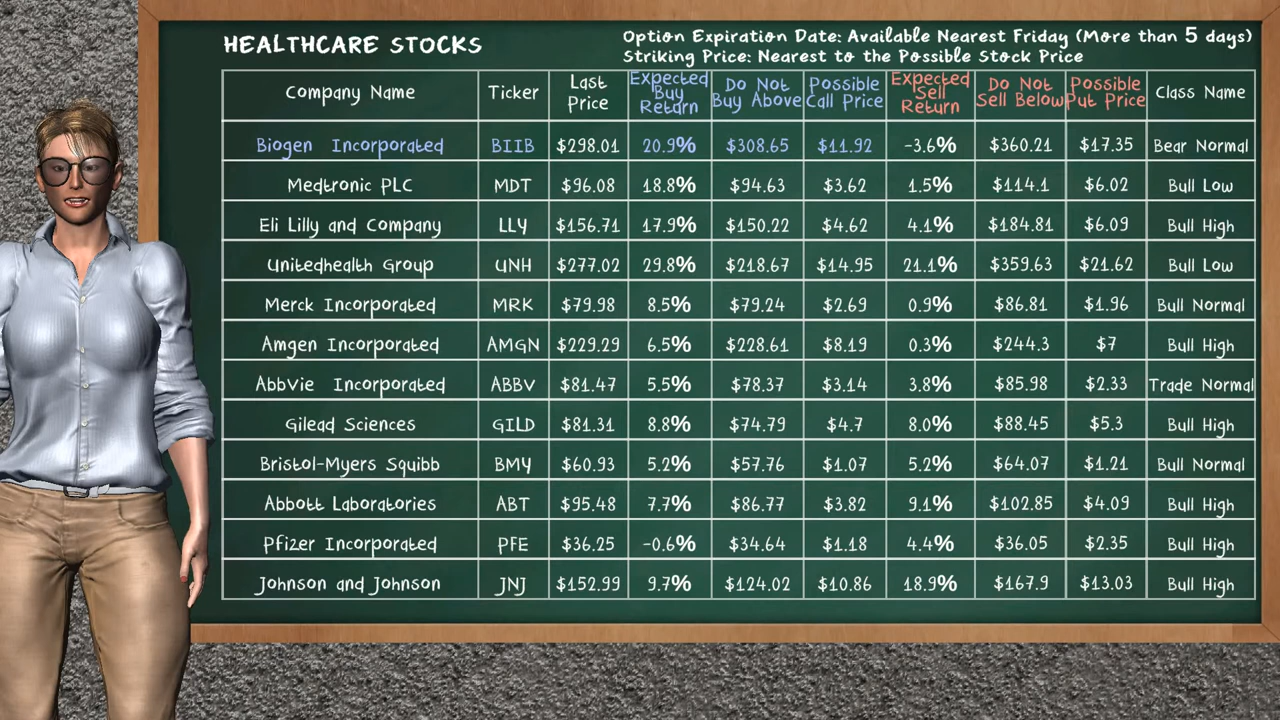 HEALTHCARE STOCKS
Option Expiration Date: Available Nearest Friday (More than 5 days)
Striking Price: Nearest to the Possible Stock Price
Company Name Ticker Last Price Expected Buy Return Do Not Buy Above Possible Call Price Expected Sell Return Do Not Sell Below Possible Put Price Class Name
Biogen Incorporated BIIB $298.01 20.9% $308.65 $11.92 -3.6% $360.21 $17.35 Bear Normal
Medtronic PLC MDT $96.08 18.8% $94.63 $3.62 1.5% $114.1 $6.02 Bull Low
Eli Lilly and Company LLY $156.71 17.9% $150.22 $4.62 4.1% $184.81 $6.09 Bull High
Unitedhealth Group UNH $277.02 29.8% $218.67 $14.95 21.1% $359.63 $21.62 Bull Low
Merck Incorporated MRK $79.98 8.5% $79.24 $2.69 0.9% $86.81 $1.96 Bull Normal
Amgen Incorporated AMGN $229.29 6.5% $228.61 $8.19 0.3% $244.3 $7 Bull High
AbbVie Incorporated ABBV $81.47 5.5% $78.37 $3.14 3.8% $85.98 $2.33 Trade Normal
Gilead Sciences GILD $81.31 8.8% $74.79 $4.7 8.0% $88.45 $5.3 Bull High
Bristol-Myers Squibb BMY $60.93 5.2% $57.76 $1.07 5.2% $64.07 $1.21 Bull Normal
Abbott Laboratories ABT $95.48 7.7% $86.77 $3.82 9.1% $102.85 $4.09 Bull High
Pfizer Incorporated PFE $36.25 -0.6% $34.64 $1.18 4.4% $36.05 $2.35 Bull High
Johnson and Johnson JNJ $152.99 9.7% $124.02 $10.86 18.9% $167.9 $13.03 Bull High